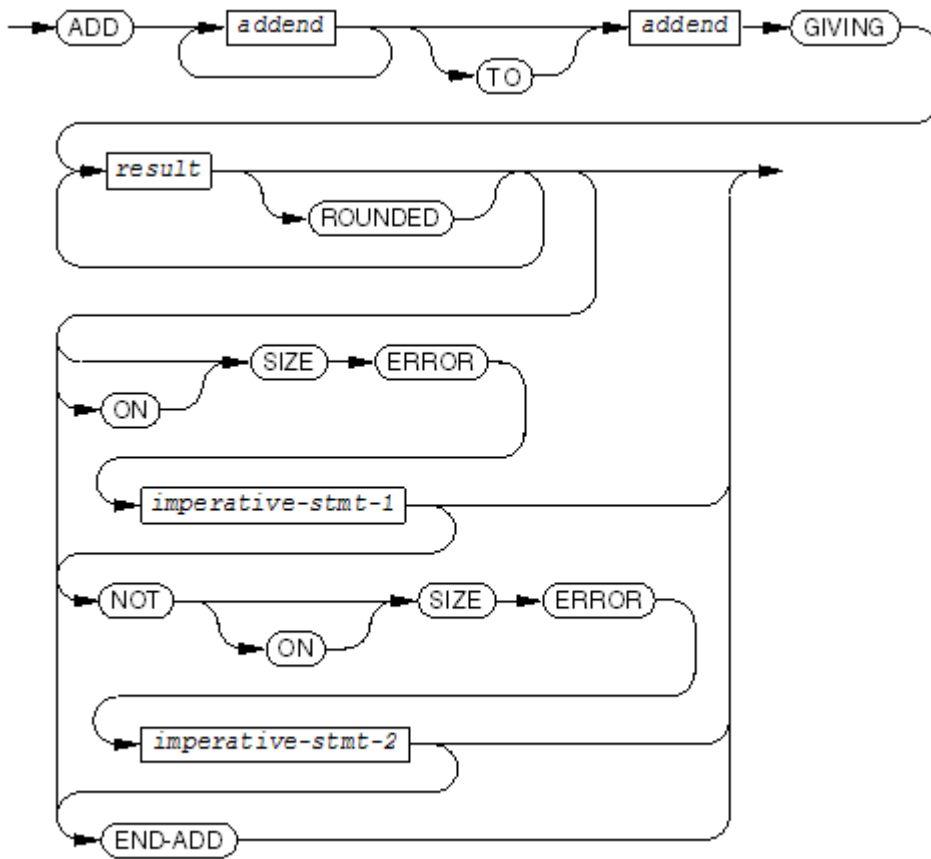 ADD addend TO addend GIVING
result ROUNDED
SIZE ERROR
ON
imperative-stmt-1
NOT SIZE ERROR
ON
imperative-stmt-2
END-ADD